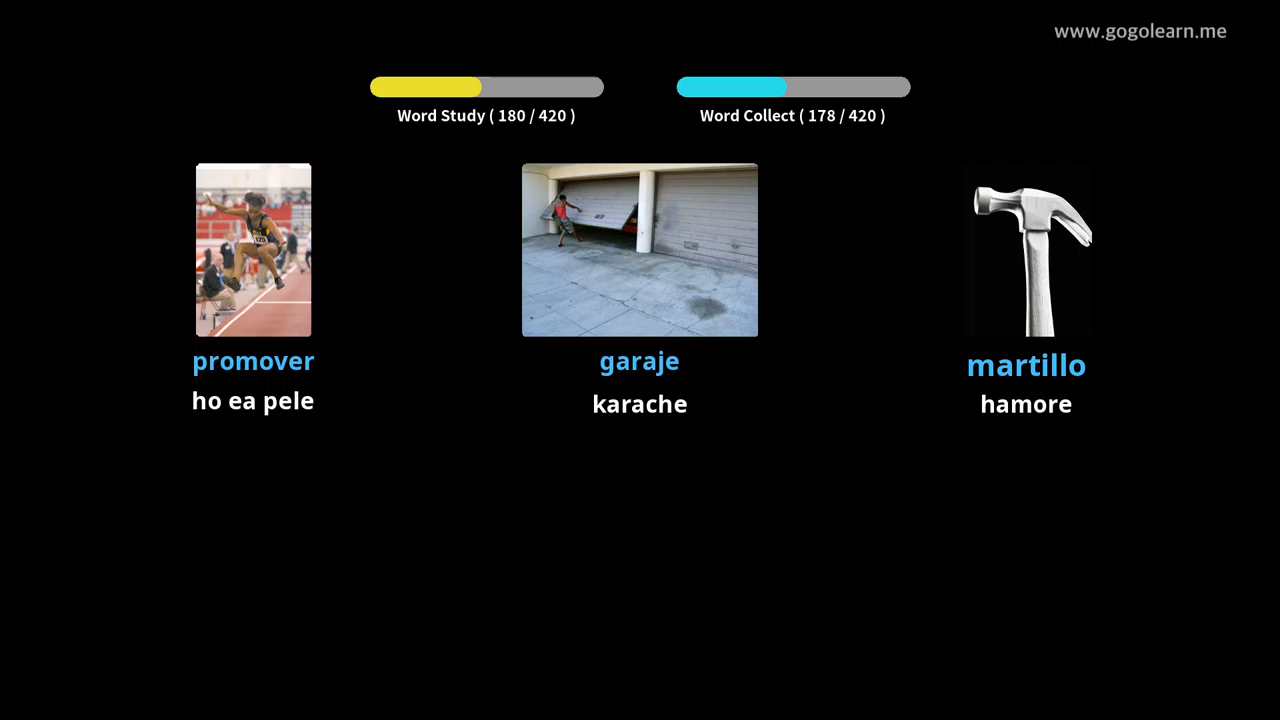 www.gogolearn.me
Word Study ( 180 / 420 )
Word Collect ( 178 / 420 )
promover
ho ea pele
garaje
karache
martillo
hamore